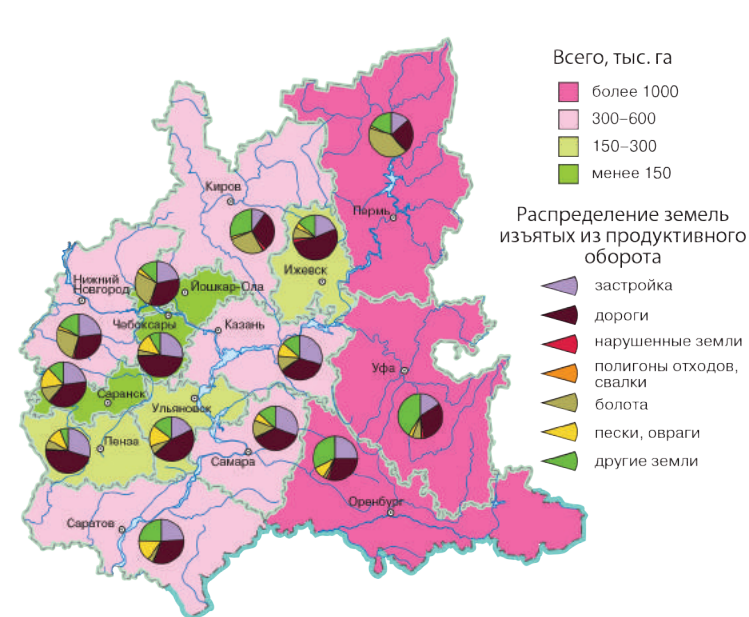 Всего, тыс. га
более 1000
300–600
150–300
менее 150
Распределение земель
изъятых из продуктивного
оборота
застройка
дороги
нарушенные земли
полигоны отходов,
свалки
болота
пески, овраги
другие земли
Киров
Пермь
Ижевск
Нижний
Новгород
Йошкар-Ола
Чебоксары
Казань
Уфа
Саранск
Ульяновск
Пенза
Самара
Оренбург
Саратов